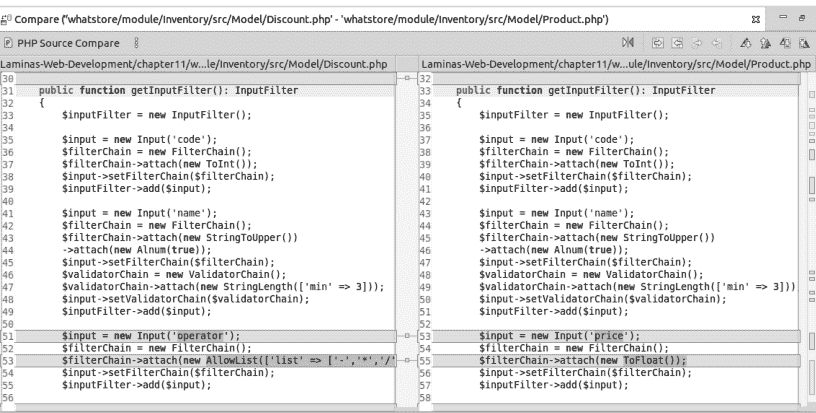 Compare ('whatstore/module/Inventory/src/Model/Discount.php' - 'whatstore/module/Inventory/src/Model/Product.php')
PHP Source Compare
Laminas-Web-Development/chapter11/w...le/Inventory/src/Model/Discount.php
30
31 public function getInputFilter(): InputFilter
32 {
33 $inputFilter = new InputFilter();
34
35 $input = new Input('code');
36 $filterChain = new FilterChain();
37 $filterChain->attach(new ToInt());
38 $input->setFilterChain($filterChain);
39 $inputFilter->add($input);
40
41 $input = new Input('name');
42 $filterChain = new FilterChain();
43 $filterChain->attach(new StringToUpper())
44 ->attach(new Alnum(true));
45 $input->setFilterChain($filterChain);
46 $validatorChain = new ValidatorChain();
47 $validatorChain->attach(new StringLength(['min' => 3]));
48 $input->setValidatorChain($validatorChain);
49 $inputFilter->add($input);
50
51 $input = new Input('operator');
52 $filterChain = new FilterChain();
53 $filterChain->attach(new AllowList(['list' => ['-','*','/'
54 $input->setFilterChain($filterChain);
55 $inputFilter->add($input);
56
Laminas-Web-Development/chapter11/w...ule/Inventory/src/Model/Product.php
32
33 public function getInputFilter(): InputFilter
34 {
35 $inputFilter = new InputFilter();
36
37 $input = new Input('code');
38 $filterChain = new FilterChain();
39 $filterChain->attach(new ToInt());
40 $input->setFilterChain($filterChain);
41 $inputFilter->add($input);
42
43 $input = new Input('name');
44 $filterChain = new FilterChain();
45 $filterChain->attach(new StringToUpper())
46 ->attach(new Alnum(true));
47 $input->setFilterChain($filterChain);
48 $validatorChain = new ValidatorChain();
49 $validatorChain->attach(new StringLength(['min' => 3]))
50 $input->setValidatorChain($validatorChain);
51 $inputFilter->add($input);
52
53 $input = new Input('price');
54 $filterChain = new FilterChain();
55 $filterChain->attach(new ToFloat());
56 $input->setFilterChain($filterChain);
57 $inputFilter->add($input);
58